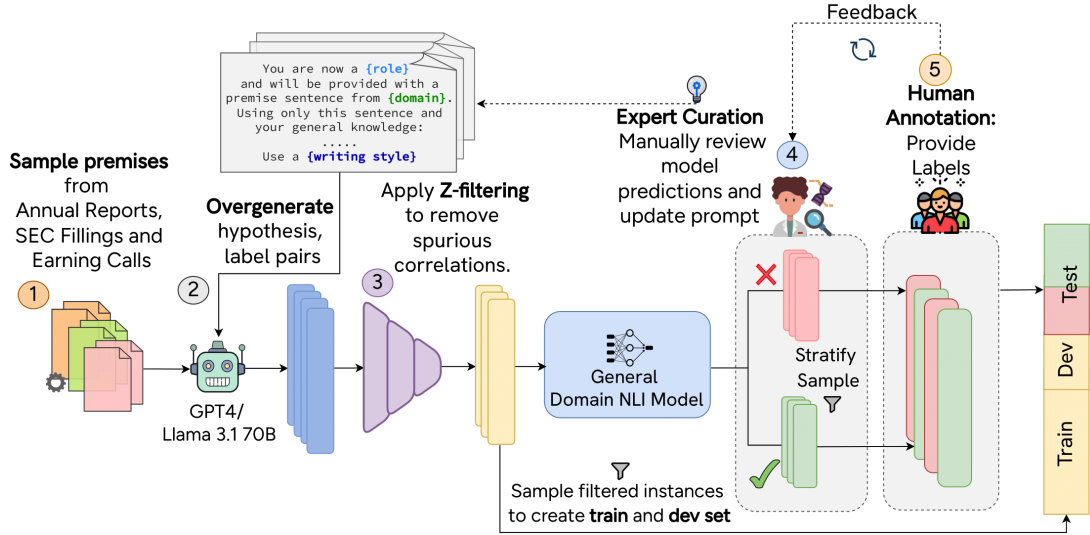 Feedback
You are now a {role}
and will be provided with a
premise sentence from {domain}.
Using only this sentence and
your general knowledge:
.....
Use a {writing style}
Sample premises
from
Annual Reports,
SEC Fillings and
Earning Calls
1
Overgenerate
hypothesis,
label pairs
2
GPT4/
Llama 3.1 70B
Apply Z-filtering
to remove
spurious
correlations.
3
General
Domain NLI Model
Expert Curation
Manually review
model
predictions and
update prompt
4
Stratify
Sample
5
Human
Annotation:
Provide
Labels
Sample filtered instances
to create train and dev set
Test
Dev
Train